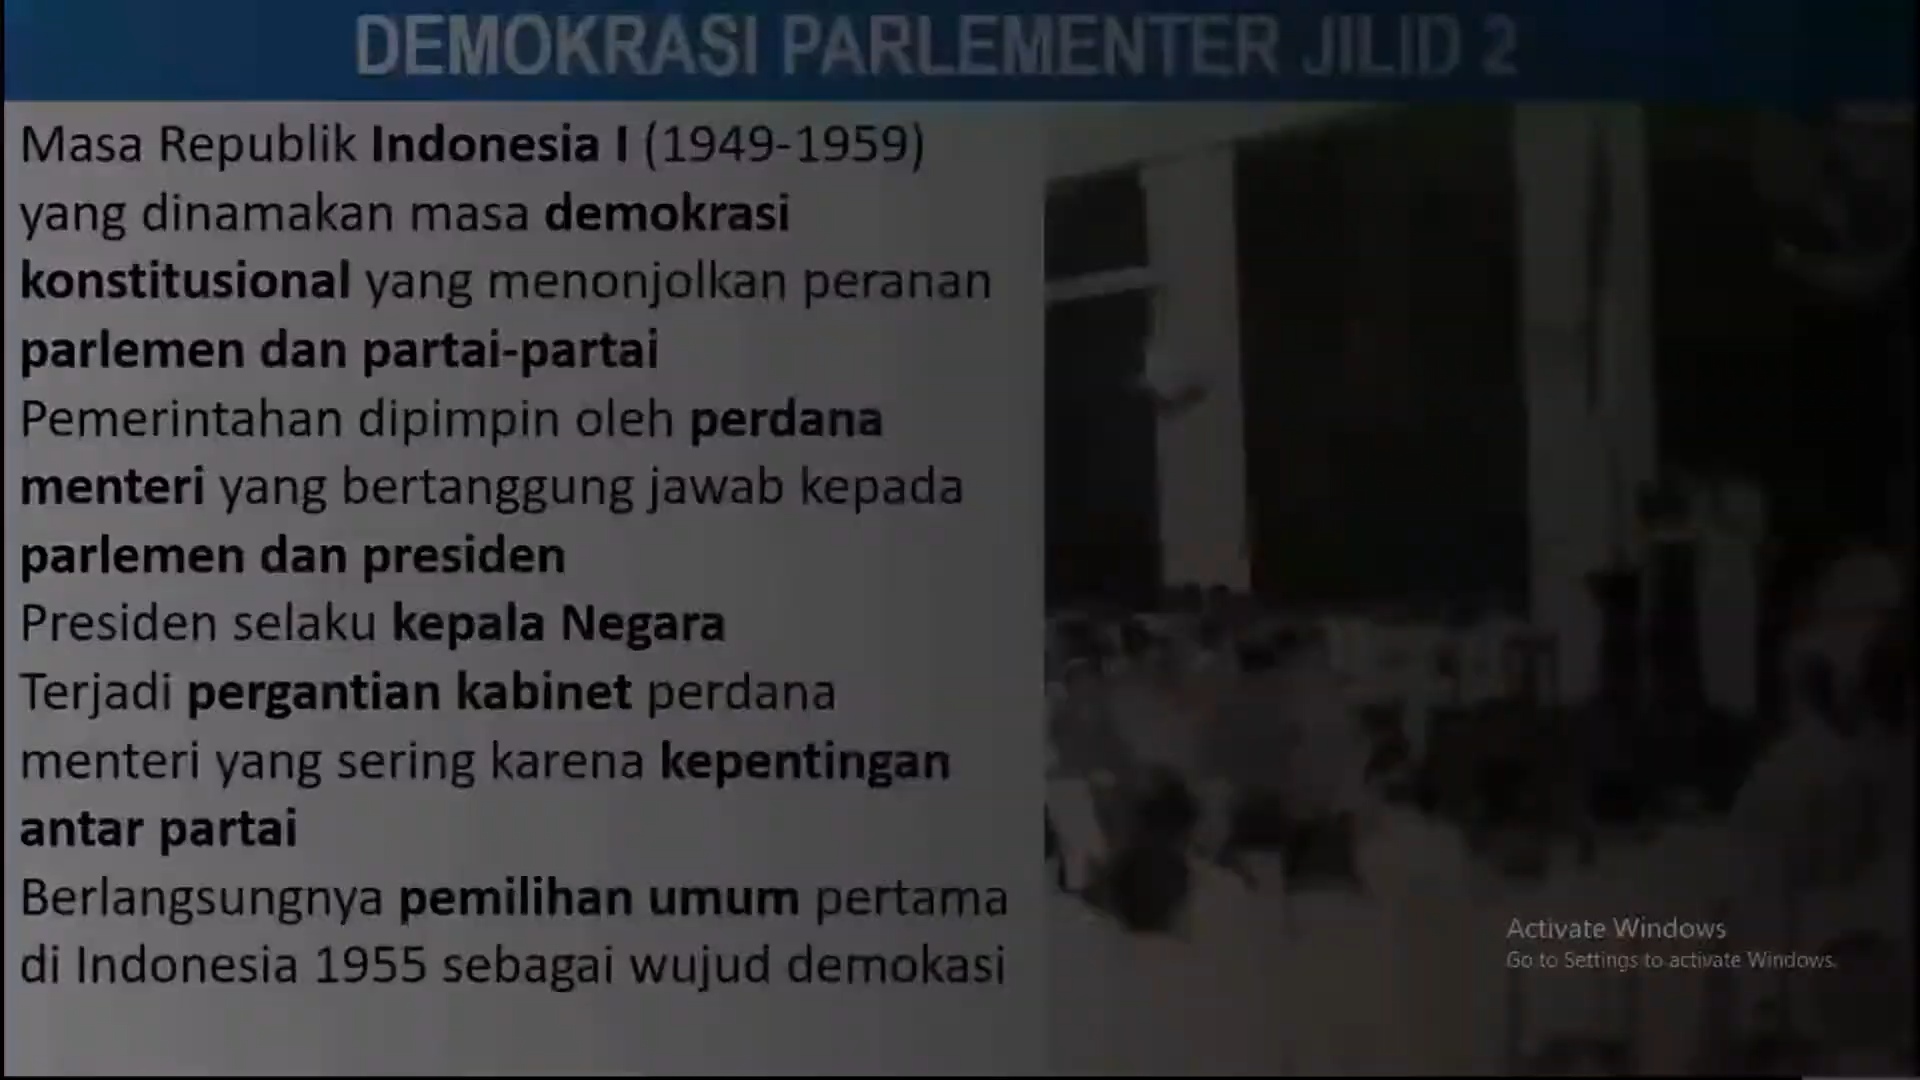 DEMOKRASI PARLEMENTER JILID 2
Masa Republik Indonesia I (1949-1959)
yang dinamakan masa demokrasi
konstitusional yang menonjolkan peranan
parlemen dan partai-partai
Pemerintahan dipimpin oleh perdana
menteri yang bertanggung jawab kepada
parlemen dan presiden
Presiden selaku kepala Negara
Terjadi pergantian kabinet perdana
menteri yang sering karena kepentingan
antar partai
Berlangsungnya pemilihan umum pertama
di Indonesia 1955 sebagai wujud demokasi
Activate Windows
Go to Settings to activate Windows.